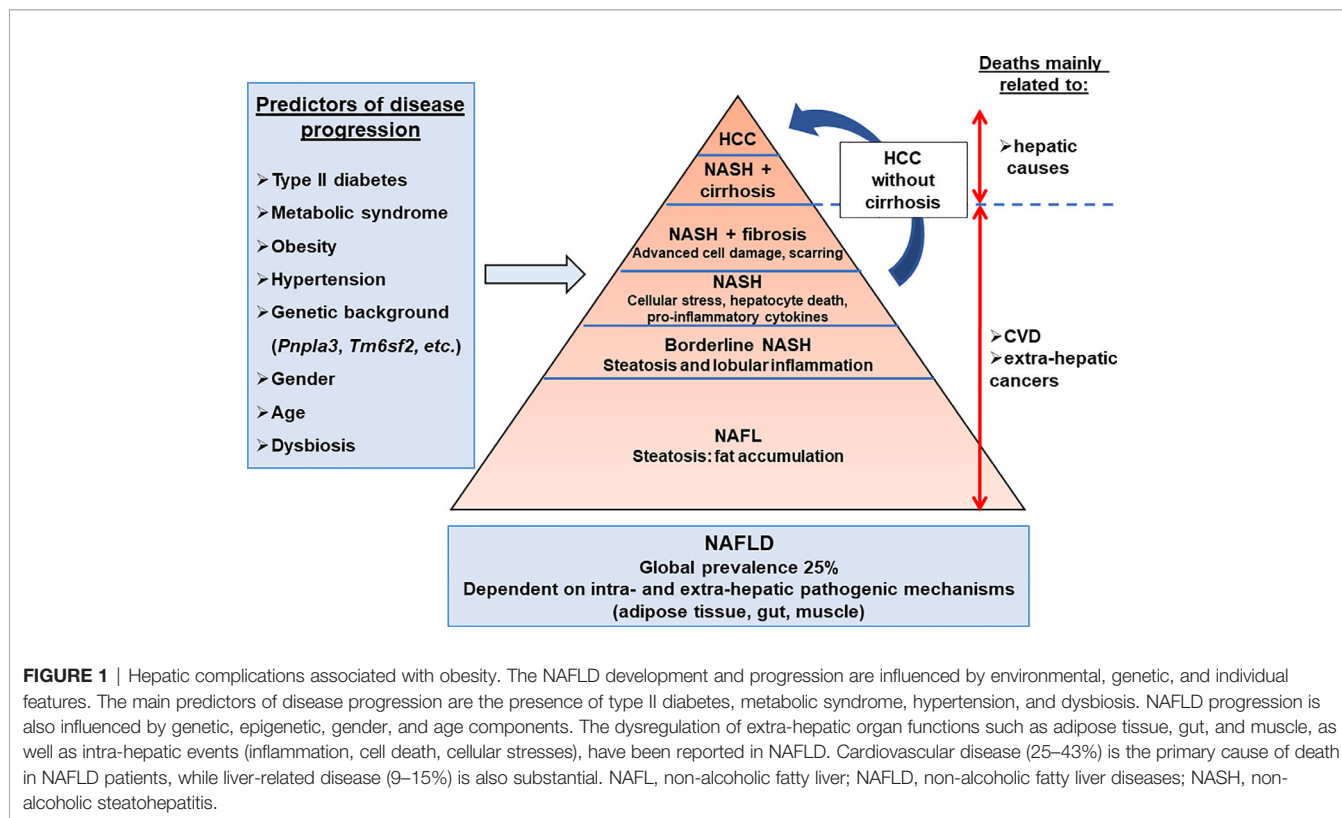 Predictors of disease
progression
➢Type II diabetes
➢Metabolic syndrome
➢Obesity
➢Hypertension
➢Genetic background
(Pnpla3, Tm6sf2, etc.)
➢Gender
➢Age
➢Dysbiosis
HCC
NASH +
cirrhosis
NASH + fibrosis
Advanced cell damage, scarring
NASH
Cellular stress, hepatocyte death,
pro-inflammatory cytokines
Borderline NASH
Steatosis and lobular inflammation
NAFL
Steatosis: fat accumulation
HCC
without
cirrhosis
Deaths mainly
related to:
➢hepatic
causes
➢CVD
➢extra-hepatic
cancers
NAFLD
Global prevalence 25%
Dependent on intra- and extra-hepatic pathogenic mechanisms
(adipose tissue, gut, muscle)
FIGURE 1 | Hepatic complications associated with obesity. The NAFLD development and progression are influenced by environmental, genetic, and individual
features. The main predictors of disease progression are the presence of type II diabetes, metabolic syndrome, hypertension, and dysbiosis. NAFLD progression is
also influenced by genetic, epigenetic, gender, and age components. The dysregulation of extra-hepatic organ functions such as adipose tissue, gut, and muscle, as
well as intra-hepatic events (inflammation, cell death, cellular stresses), have been reported in NAFLD. Cardiovascular disease (25–43%) is the primary cause of death
in NAFLD patients, while liver-related disease (9–15%) is also substantial. NAFL, non-alcoholic fatty liver; NAFLD, non-alcoholic fatty liver diseases; NASH, non-
alcoholic steatohepatitis.